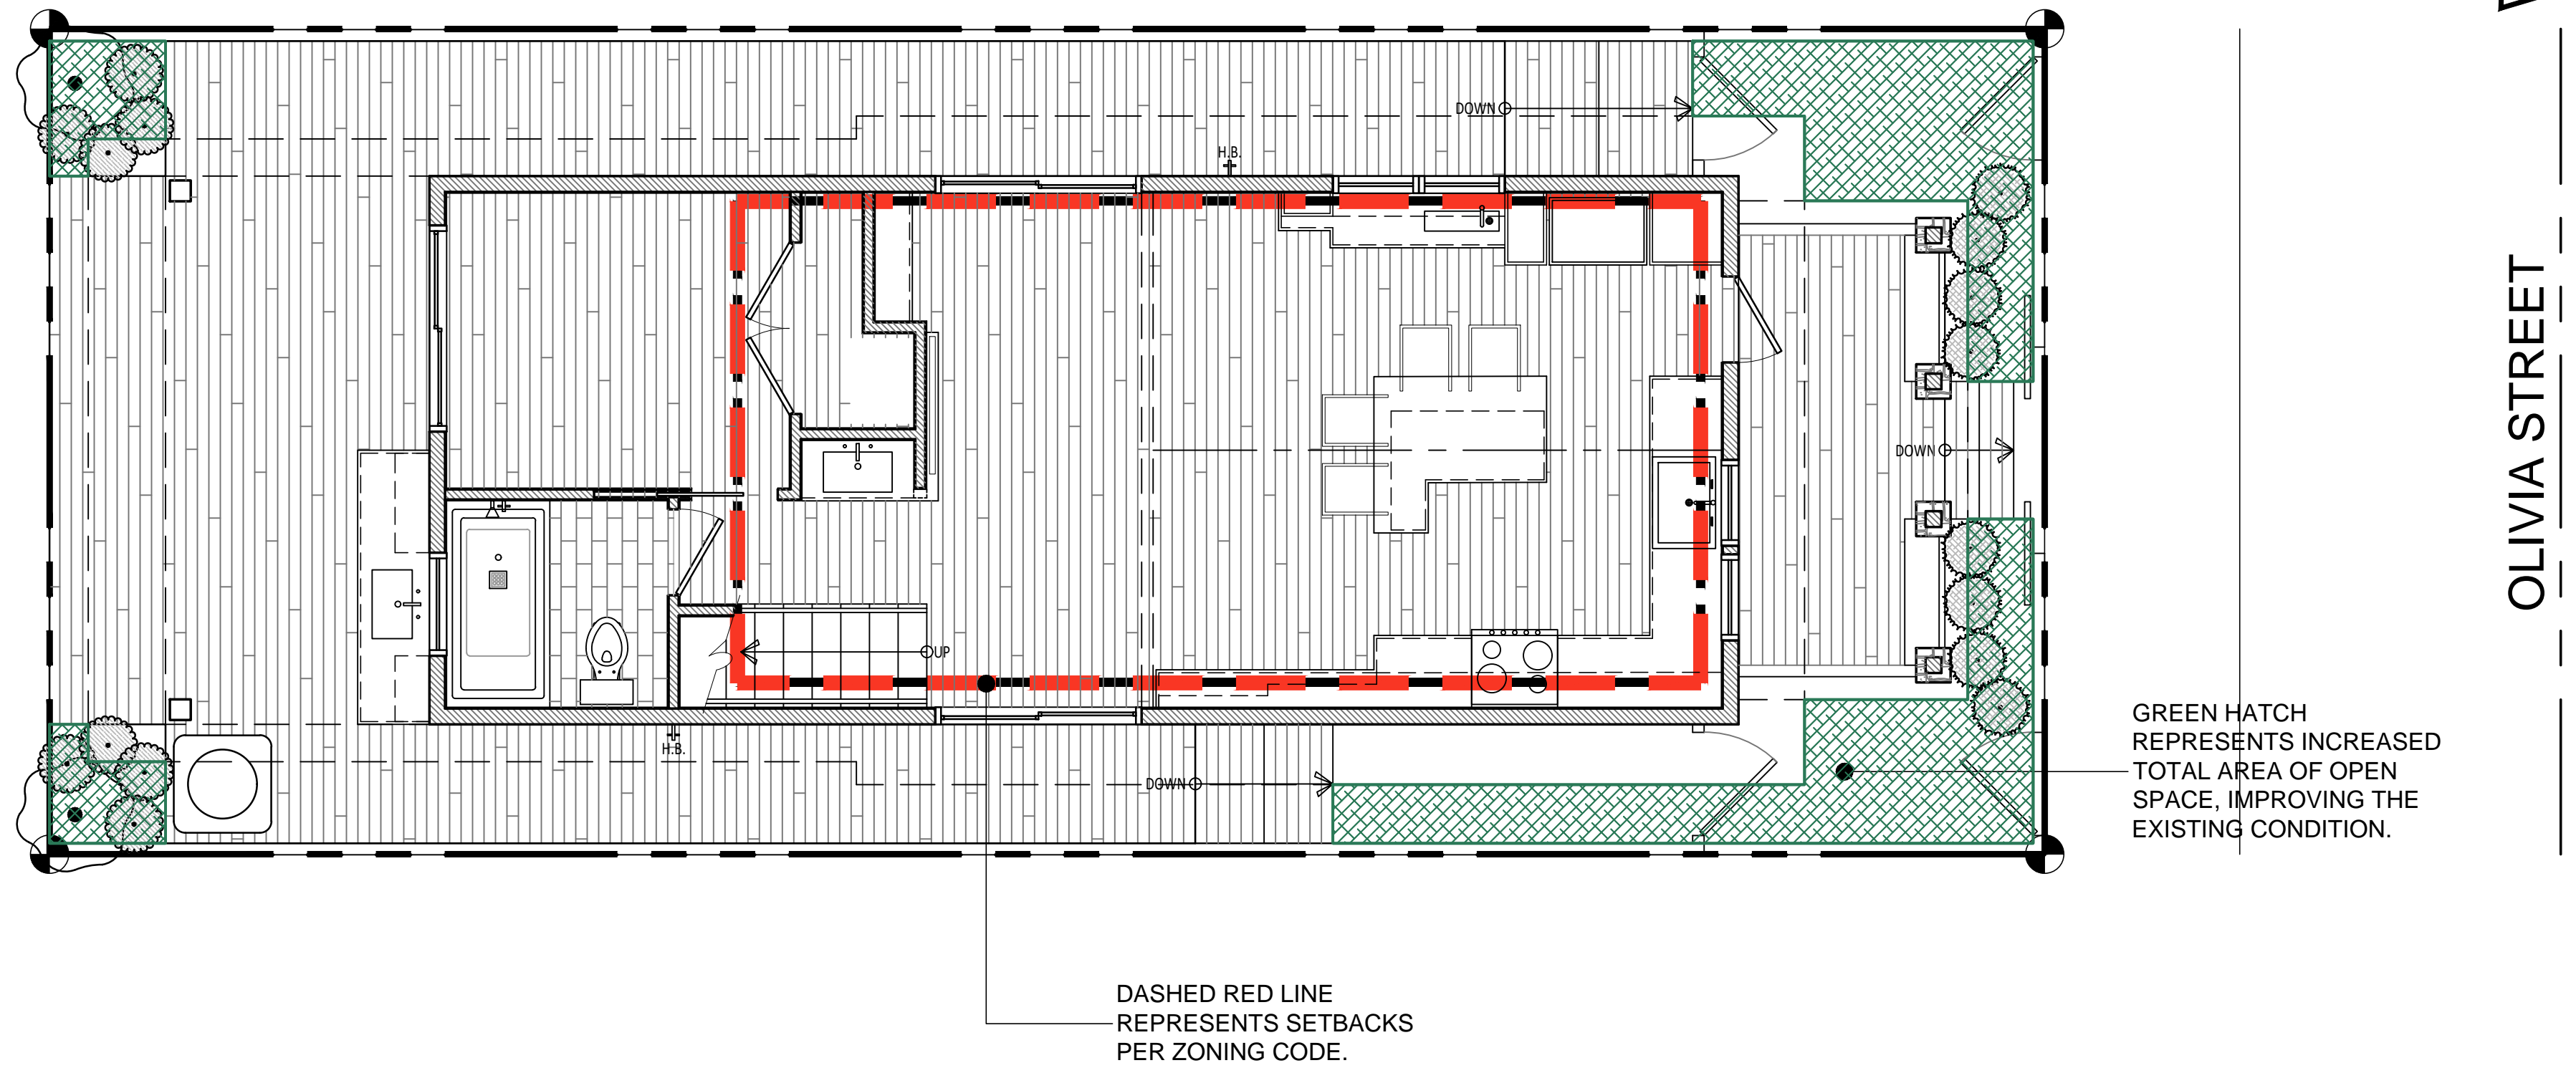 DOWN
H.B.
OLIVIA STREET
DOWN
UP
H.B.
DOWN
GREEN HATCH
REPRESENTS INCREASED
TOTAL AREA OF OPEN
SPACE, IMPROVING THE
EXISTING CONDITION.
DASHED RED LINE
REPRESENTS SETBACKS
PER ZONING CODE.